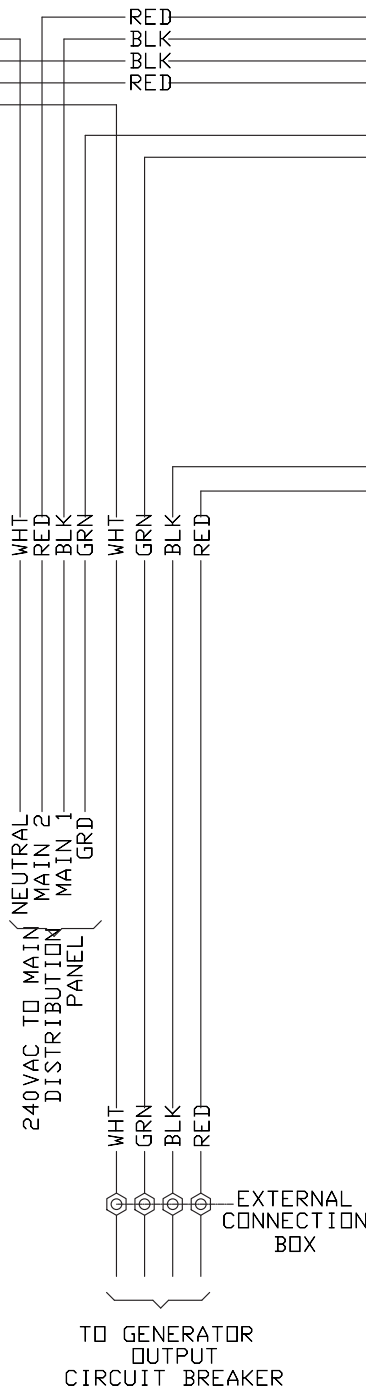 RED
BLK
BLK
RED
WHT
RED
BLK
GRN
WHT
GRN
BLK
RED
NEUTRAL
MAIN 2
MAIN 1
GRD
240VAC TO MAIN
DISTRIBUTION
PANEL
WHT
GRN
BLK
RED
EXTERNAL
CONNECTION
BOX
TO GENERATOR
OUTPUT
CIRCUIT BREAKER